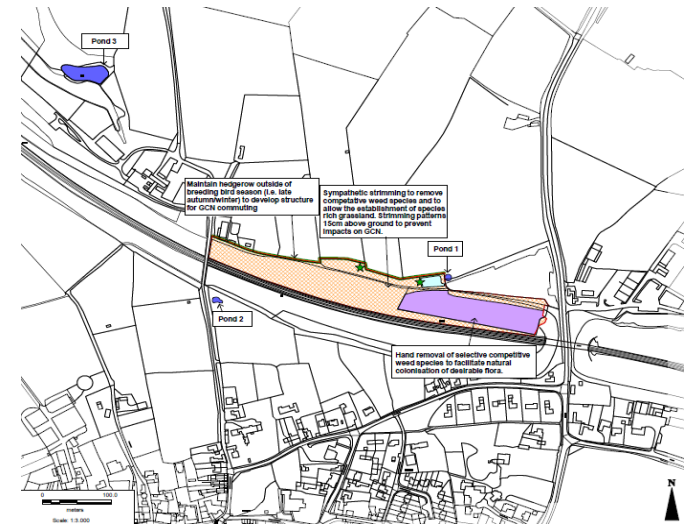 Pond 3
Maintain hedgerow outside of
breeding bird season (i.e. late
autumn/winter) to develop structure
for GCN commuting
Sympathetic strimming to remove
competative weed species and to
allow the establishment of species
rich grassland. Strimming patterns
15cm above ground to prevent
impacts on GCN.
Pond 1
Pond 2
Hand removal of selective competitive
weed species to facilitate natural
colonisation of desirable flora.
0 100.0
meters
Scale: 1:3,000
N